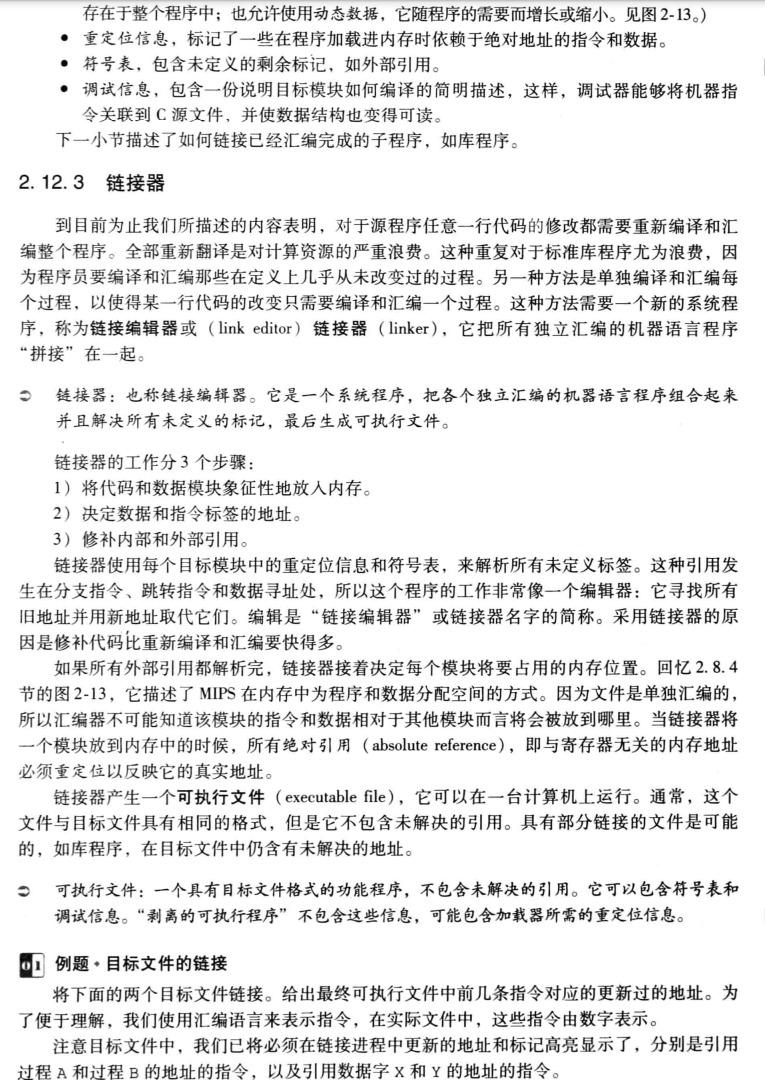 存在于整个程序中；也允许使用动态数据，它随程序的需要而增长或缩小。见图2-13。）
● 重定位信息，标记了一些在程序加载进内存时依赖于绝对地址的指令和数据。
● 符号表，包含未定义的剩余标记，如外部引用。
● 调试信息，包含一份说明目标模块如何编译的简明描述，这样，调试器能够将机器指
令关联到 C 源文件，并使数据结构也变得可读。
下一小节描述了如何链接已经汇编完成的子程序，如库程序。
2.12.3 链接器
到目前为止我们所描述的内容表明，对于源程序任意一行代码的修改都需要重新编译和汇
编整个程序。全部重新翻译是对计算资源的严重浪费。这种重复对于标准库程序尤为浪费，因
为程序员要编译和汇编那些在定义上几乎从未改变过的过程。另一种方法是单独编译和汇编每
个过程，以使得某一行代码的改变只需要编译和汇编一个过程。这种方法需要一个新的系统程
序，称为链接编辑器或（link editor）链接器（linker），它把所有独立汇编的机器语言程序
“拼接”在一起。
链接器：也称链接编辑器。它是一个系统程序，把各个独立汇编的机器语言程序组合起来
并且解决所有未定义的标记，最后生成可执行文件。
链接器的工作分3 个步骤：
1）将代码和数据模块象征性地放入内存。
2）决定数据和指令标签的地址。
3）修补内部和外部引用。
链接器使用每个目标模块中的重定位信息和符号表，来解析所有未定义标签。这种引用发
生在分支指令、跳转指令和数据寻址处，所以这个程序的工作非常像一个编辑器：它寻找所有
旧地址并用新地址取代它们。编辑是“链接编辑器”或链接器名字的简称。采用链接器的原
因是修补代码比重新编译和汇编要快得多。
如果所有外部引用都解析完，链接器接着决定每个模块将要占用的内存位置。回忆2.8.4
节的图2-13，它描述了 MIPS 在内存中为程序和数据分配空间的方式。因为文件是单独汇编的，
所以汇编器不可能知道该模块的指令和数据相对于其他模块而言将会被放到哪里。当链接器将
一个模块放到内存中的时候，所有绝对引用（absolute reference），即与寄存器无关的内存地址
必须重定位以反映它的真实地址。
链接器产生一个可执行文件（executable file），它可以在一台计算机上运行。通常，这个
文件与目标文件具有相同的格式，但是它不包含未解决的引用。具有部分链接的文件是可能
的，如库程序，在目标文件中仍含有未解决的地址。
可执行文件：一个具有目标文件格式的功能程序，不包含未解决的引用。它可以包含符号表和
调试信息。“剥离的可执行程序”不包含这些信息，可能包含加载器所需的重定位信息。
01 例题·目标文件的链接
将下面的两个目标文件链接。给出最终可执行文件中前几条指令对应的更新过的地址。为
了便于理解，我们使用汇编语言来表示指令，在实际文件中，这些指令由数字表示。
注意目标文件中，我们已将必须在链接进程中更新的地址和标记高亮显示了，分别是引用
过程 A 和过程 B 的地址的指令，以及引用数据字 X 和 Y 的地址的指令。